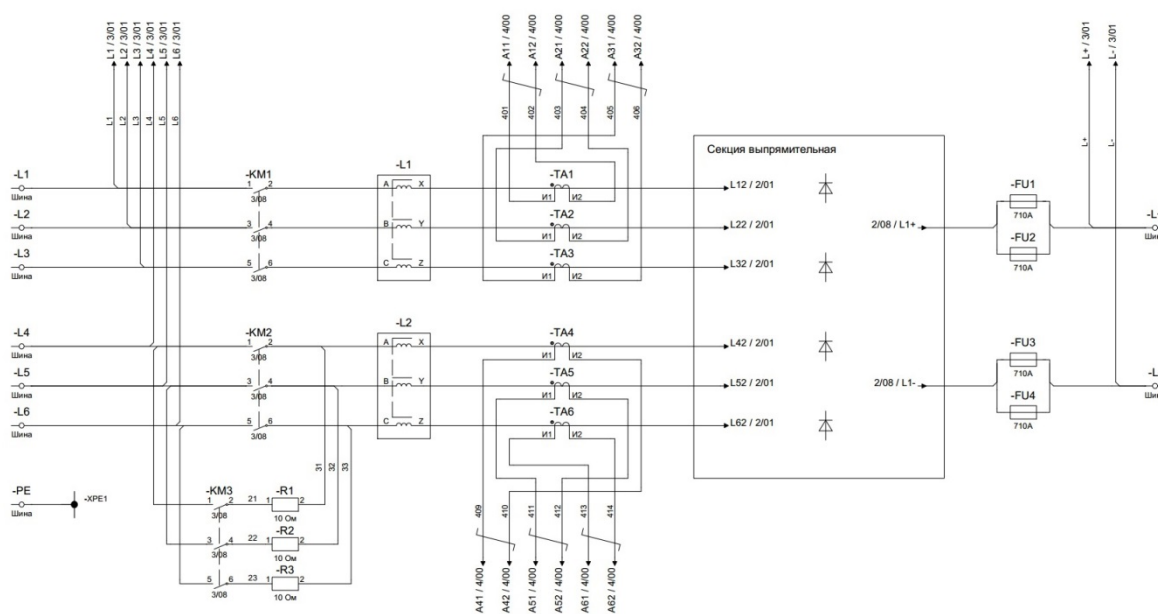 L1 / 3/01
L2 / 3/01
L3 / 3/01
L4 / 3/01
L5 / 3/01
L6 / 3/01
A11 / 4/00
A12 / 4/00
A21 / 4/00
A22 / 4/00
A31 / 4/00
A32 / 4/00
L+ / 3/01
L- / 3/01
L1
L2
L3
L4
L5
L6
401
402
403
404
405
406
L+
L-
Секция выпрямительная
-L1
Шина
-KM1
1 2
3/08
-L1
A X
-TA1
И1 И2
L12 / 2/01
-FU1
710A
-L2
Шина
3 4
3/08
B Y
-TA2
И1 И2
L22 / 2/01
2/08 / L1+
-L
Шин
-FU2
710A
-L3
Шина
5 6
3/08
C Z
-TA3
И1 И2
L32 / 2/01
-L4
Шина
-KM2
1 2
3/08
-L2
A X
-TA4
И1 И2
L42 / 2/01
-FU3
710A
-L5
Шина
3 4
3/08
B Y
-TA5
И1 И2
L52 / 2/01
2/08 / L1-
-L
Шин
-FU4
710A
-L6
Шина
5 6
3/08
C Z
-TA6
И1 И2
L62 / 2/01
31
32
33
-PE
Шина
-XPE1
-KM3
1 2
3/08
21
-R1
1 2
10 Ом
3 4
3/08
22
-R2
1 2
10 Ом
5 6
3/08
23
-R3
1 2
10 Ом
409
410
411
412
413
414
A41 / 4/00
A42 / 4/00
A51 / 4/00
A52 / 4/00
A61 / 4/00
A62 / 4/00